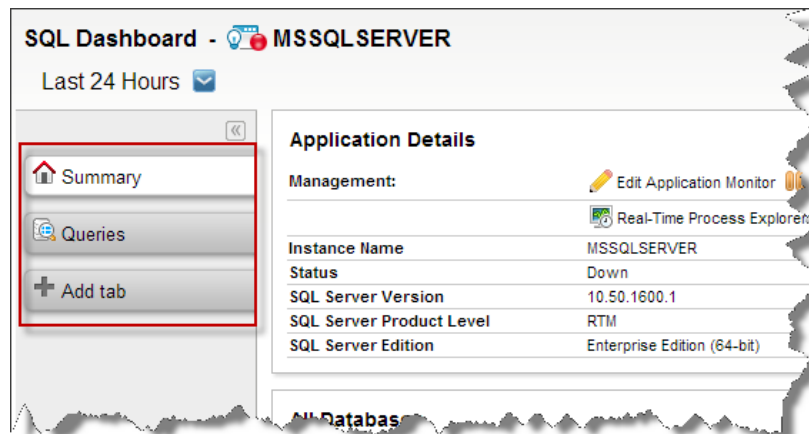 SQL Dashboard - MSSQLSERVER
Last 24 Hours
Summary
Queries
Add tab
Application Details
Management: Edit Application Monitor
Real-Time Process Explorer
Instance Name MSSQLSERVER
Status Down
SQL Server Version 10.50.1600.1
SQL Server Product Level RTM
SQL Server Edition Enterprise Edition (64-bit)
All Databas